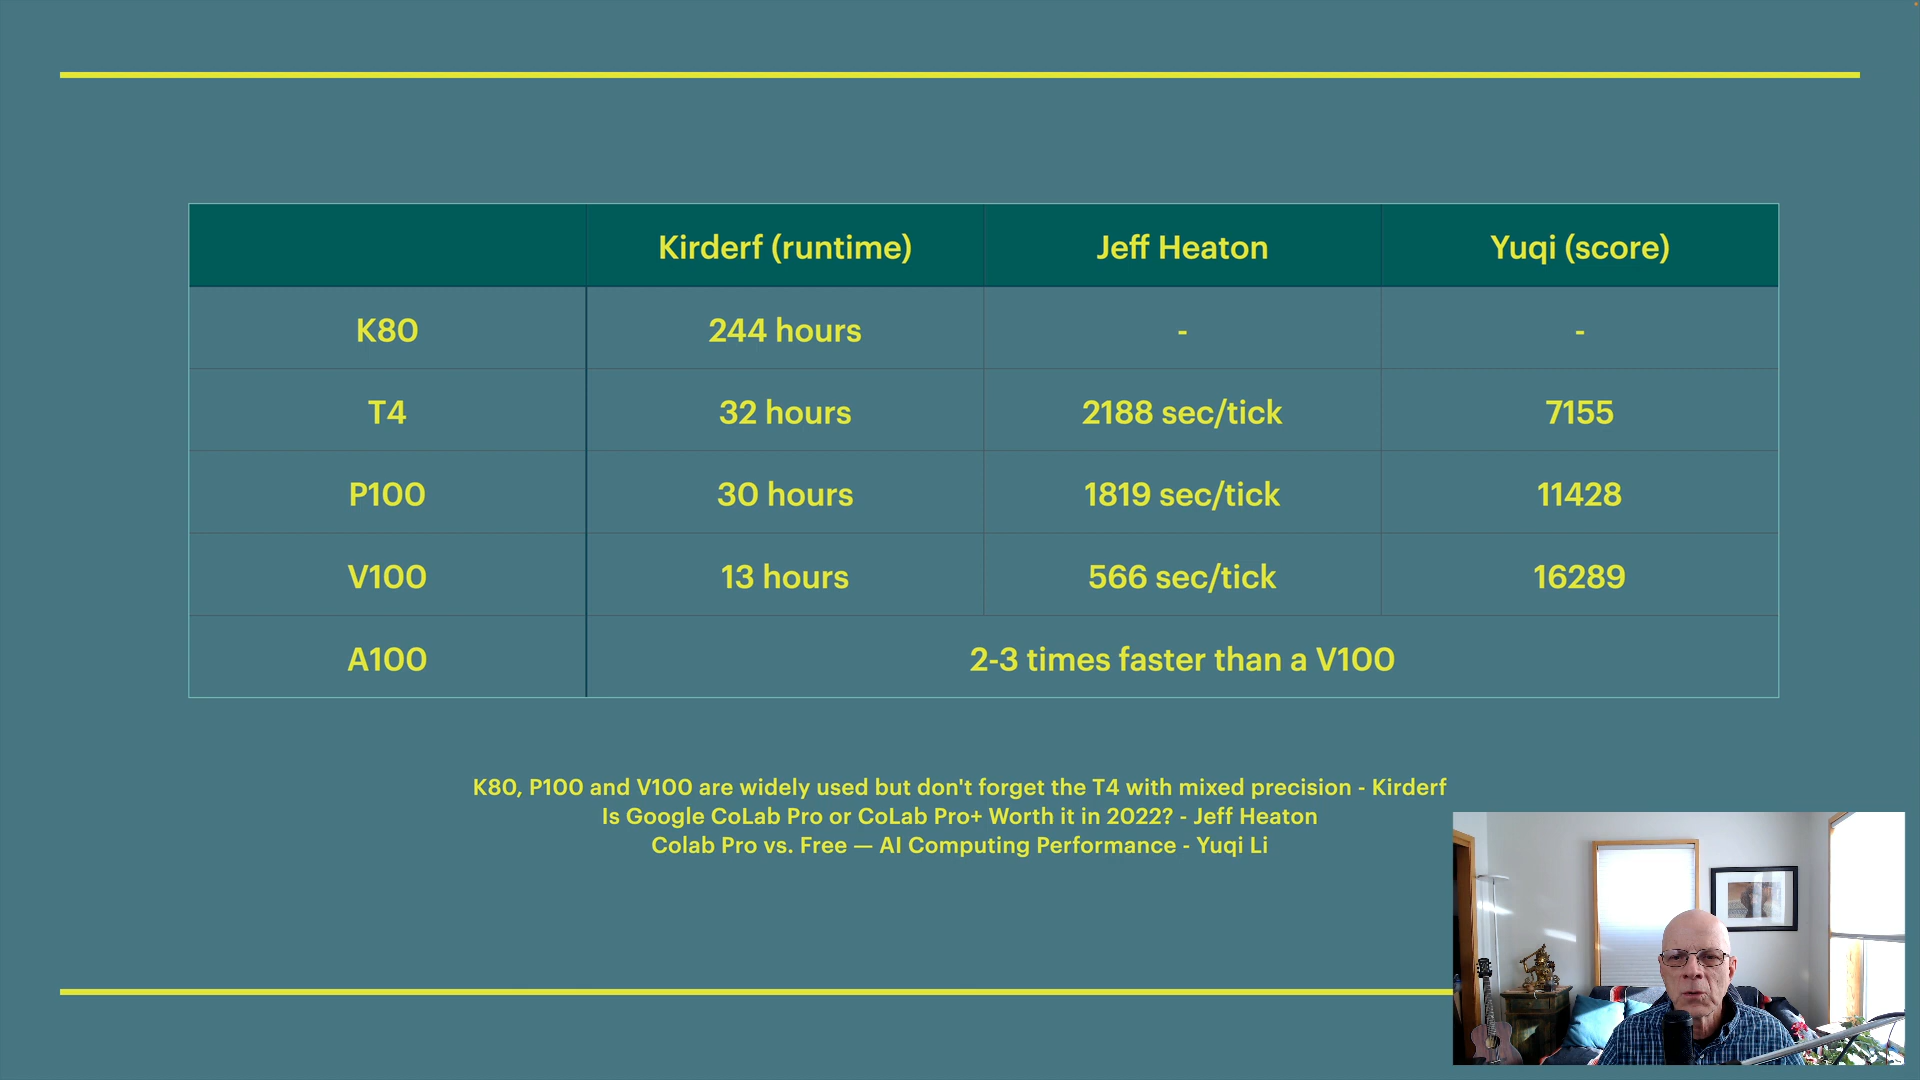 Kirderf (runtime) Jeff Heaton Yuqi (score)
K80 244 hours - -
T4 32 hours 2188 sec/tick 7155
P100 30 hours 1819 sec/tick 11428
V100 13 hours 566 sec/tick 16289
A100 2-3 times faster than a V100
K80, P100 and V100 are widely used but don't forget the T4 with mixed precision - Kirderf
Is Google CoLab Pro or CoLab Pro+ Worth it in 2022? - Jeff Heaton
Colab Pro vs. Free — AI Computing Performance - Yuqi Li